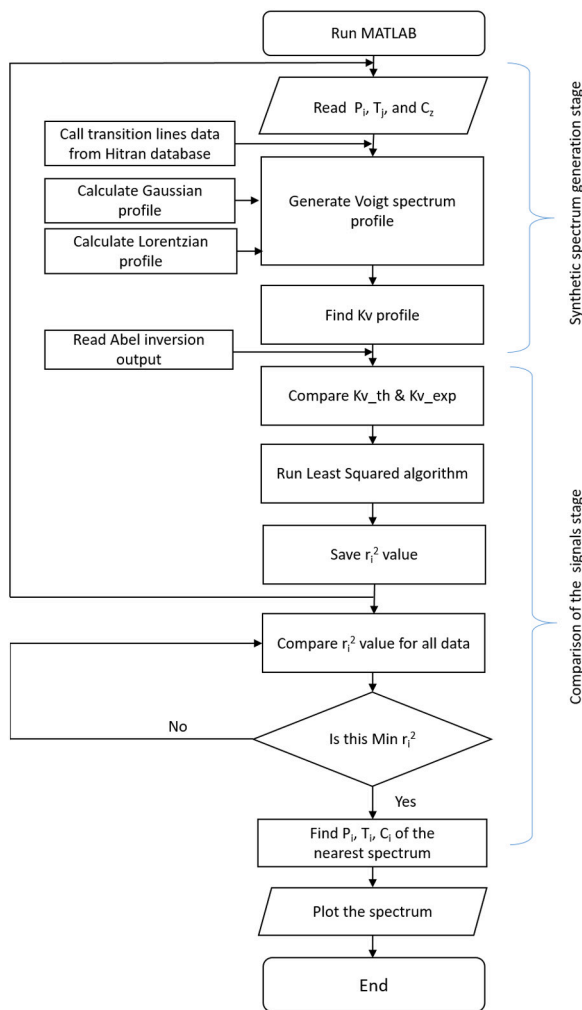 Run MATLAB
Read P_i, T_j, and C_z
Call transition lines data
from Hitran database
Calculate Gaussian
profile
Generate Voigt spectrum
profile
Calculate Lorentzian
profile
Find Kv profile
Read Abel inversion
output
Compare Kv_th & Kv_exp
Run Least Squared algorithm
Save r_i^2 value
Compare r_i^2 value for all data
Is this Min r_i^2
No
Yes
Find P_i, T_i, C_i of the
nearest spectrum
Plot the spectrum
End
Synthetic spectrum generation stage
Comparison of the signals stage